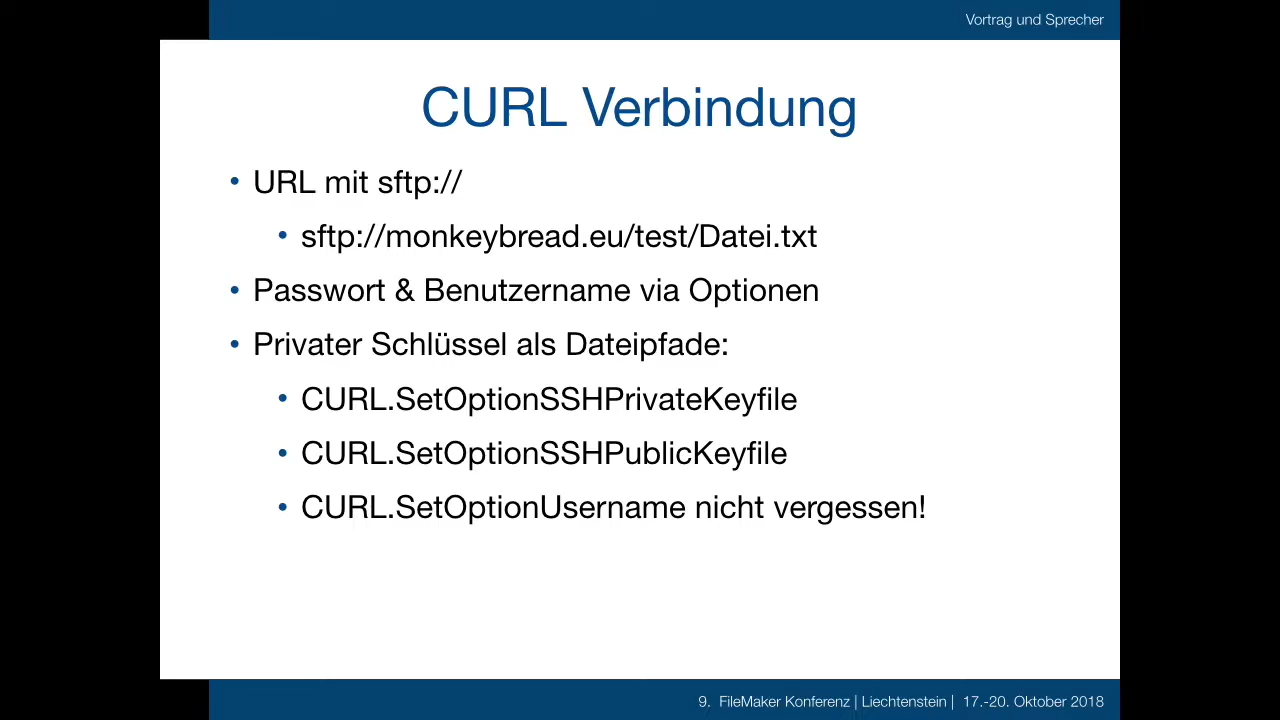 Vortrag und Sprecher
CURL Verbindung
• URL mit sftp://
• sftp://monkeybread.eu/test/Datei.txt
• Passwort & Benutzername via Optionen
• Privater Schlüssel als Dateipfade:
• CURL.SetOptionSSHPrivateKeyfile
• CURL.SetOptionSSHPublicKeyfile
• CURL.SetOptionUsername nicht vergessen!
9. FileMaker Konferenz | Liechtenstein | 17.-20. Oktober 2018